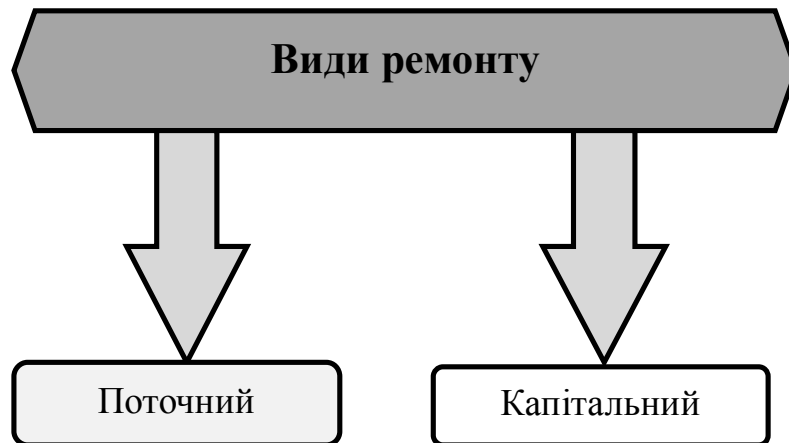 Види ремонту
Поточний
Капітальний